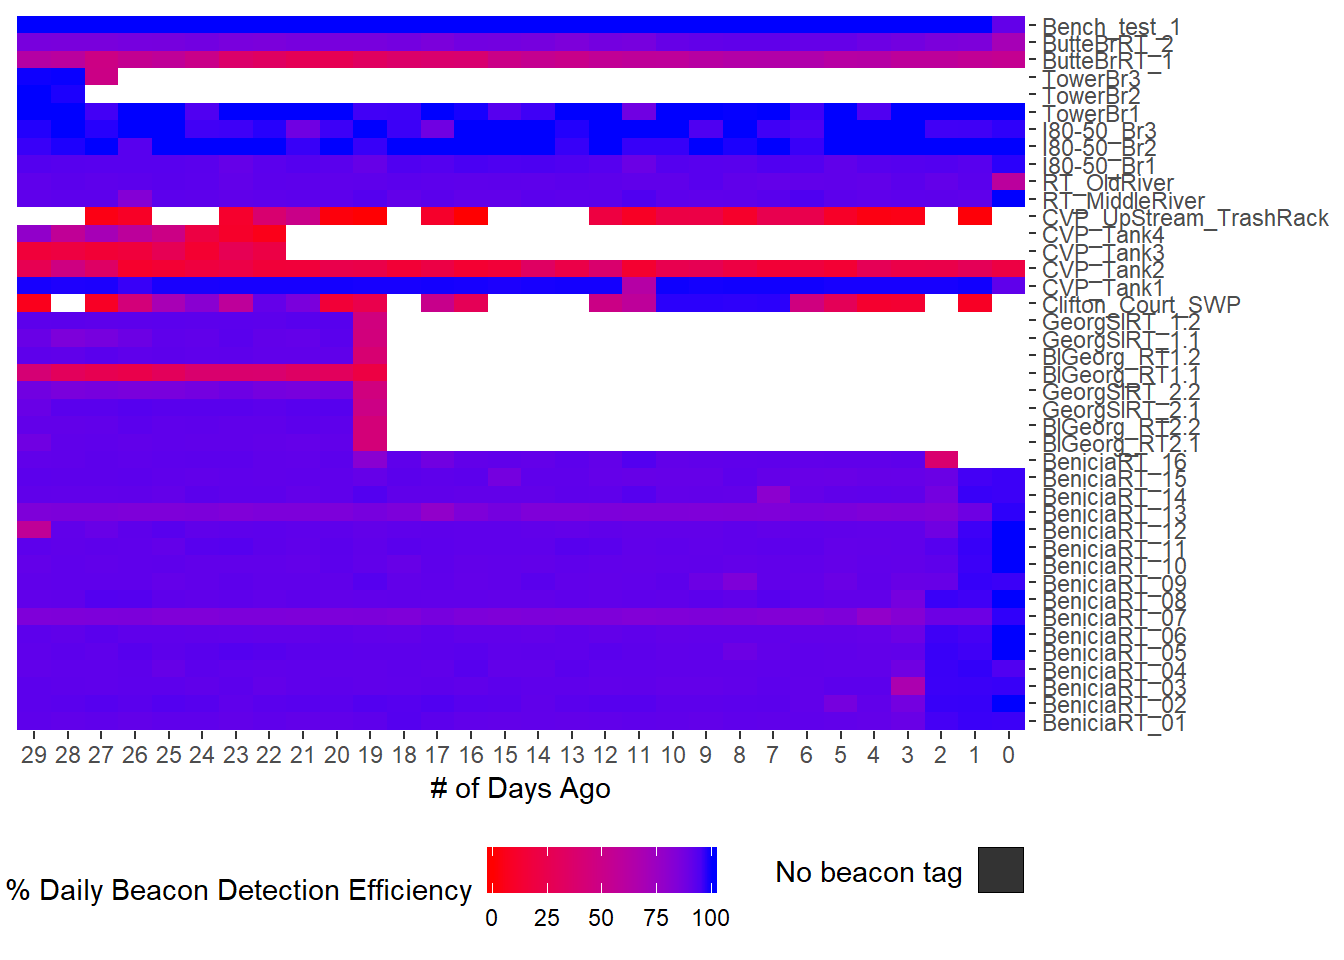 Bench_test_1
ButteBrRT_2
ButteBrRT_1
TowerBr3
TowerBr2
TowerBr1
I80-50_Br3
I80-50_Br2
I80-50_Br1
RT_OldRiver
RT_MiddleRiver
CVP_UpStream_TrashRack
CVP_Tank4
CVP_Tank3
CVP_Tank2
CVP_Tank1
Clifton_Court_SWP
GeorgSlRT_1.2
GeorgSlRT_1.1
BlGeorg_RT1.2
BlGeorg_RT1.1
GeorgSlRT_2.2
GeorgSlRT_2.1
BlGeorg_RT2.2
BlGeorg_RT2.1
BeniciaRT_16
BeniciaRT_15
BeniciaRT_14
BeniciaRT_13
BeniciaRT_12
BeniciaRT_11
BeniciaRT_10
BeniciaRT_09
BeniciaRT_08
BeniciaRT_07
BeniciaRT_06
BeniciaRT_05
BeniciaRT_04
BeniciaRT_03
BeniciaRT_02
BeniciaRT_01
29 28 27 26 25 24 23 22 21 20 19 18 17 16 15 14 13 12 11 10 9 8 7 6 5 4 3 2 1 0
# of Days Ago
% Daily Beacon Detection Efficiency
0 25 50 75 100
No beacon tag